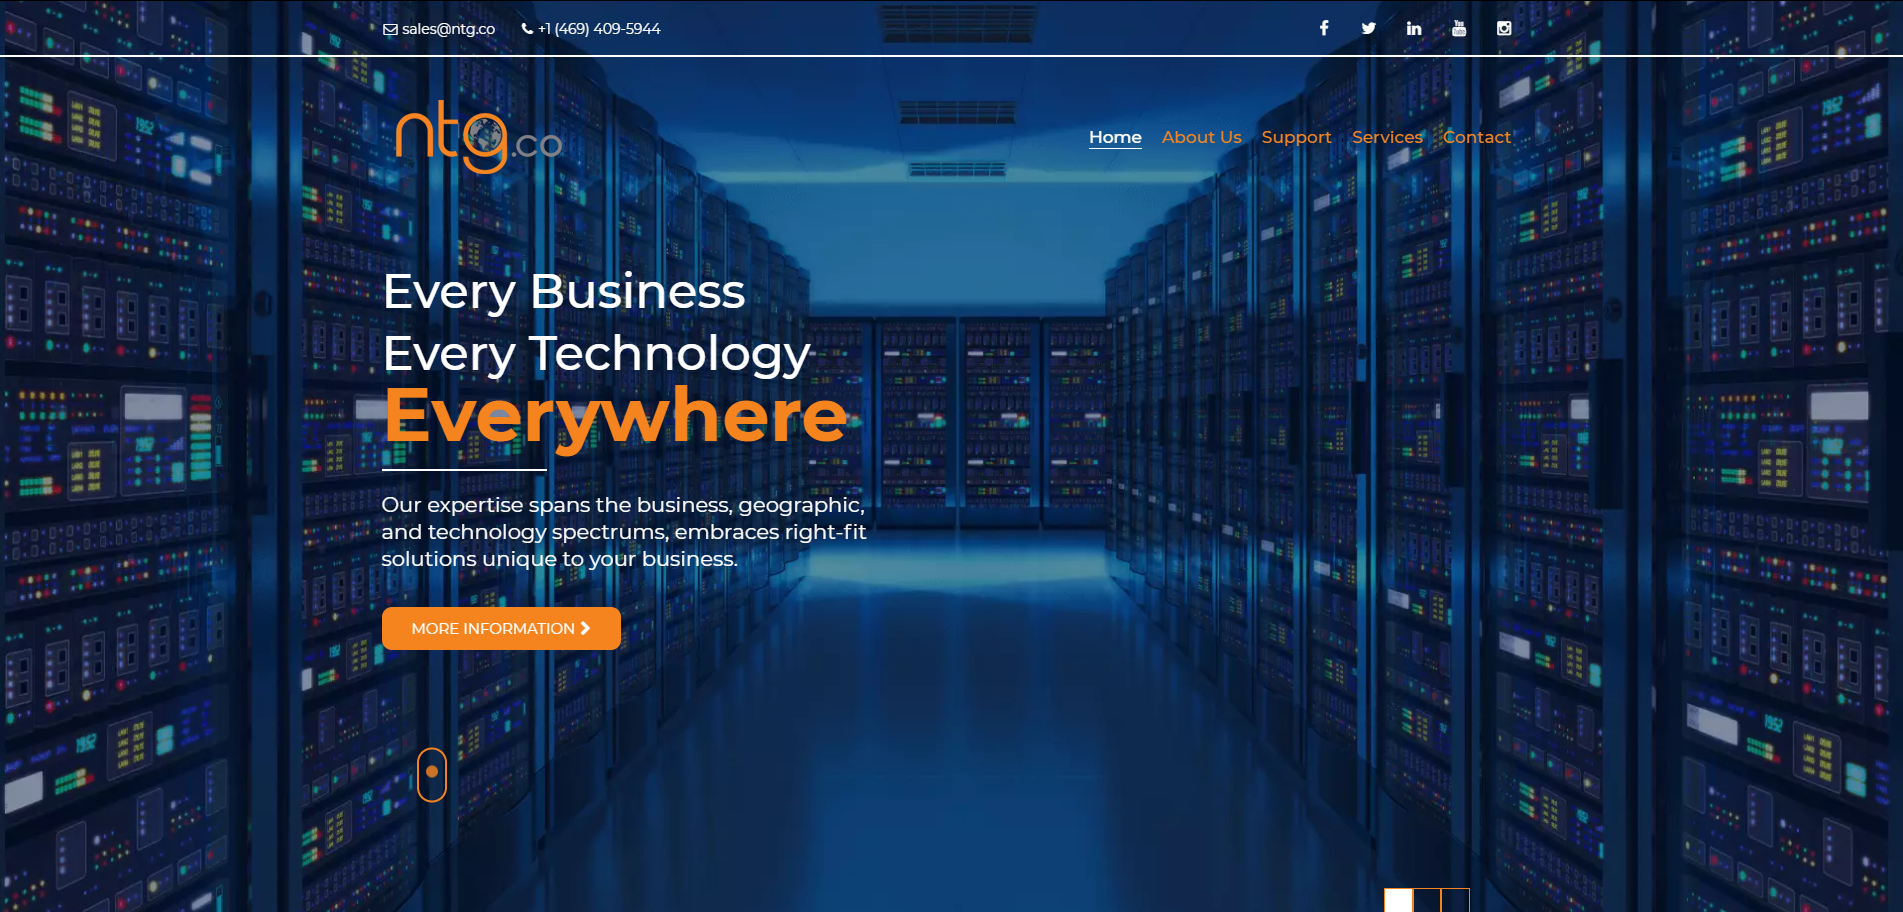 sales@ntg.co +1 (469) 409-5944
ntg.co
Home About Us Support Services Contact
Every Business
Every Technology
Everywhere
Our expertise spans the business, geographic,
and technology spectrums, embraces right-fit
solutions unique to your business.
MORE INFORMATION